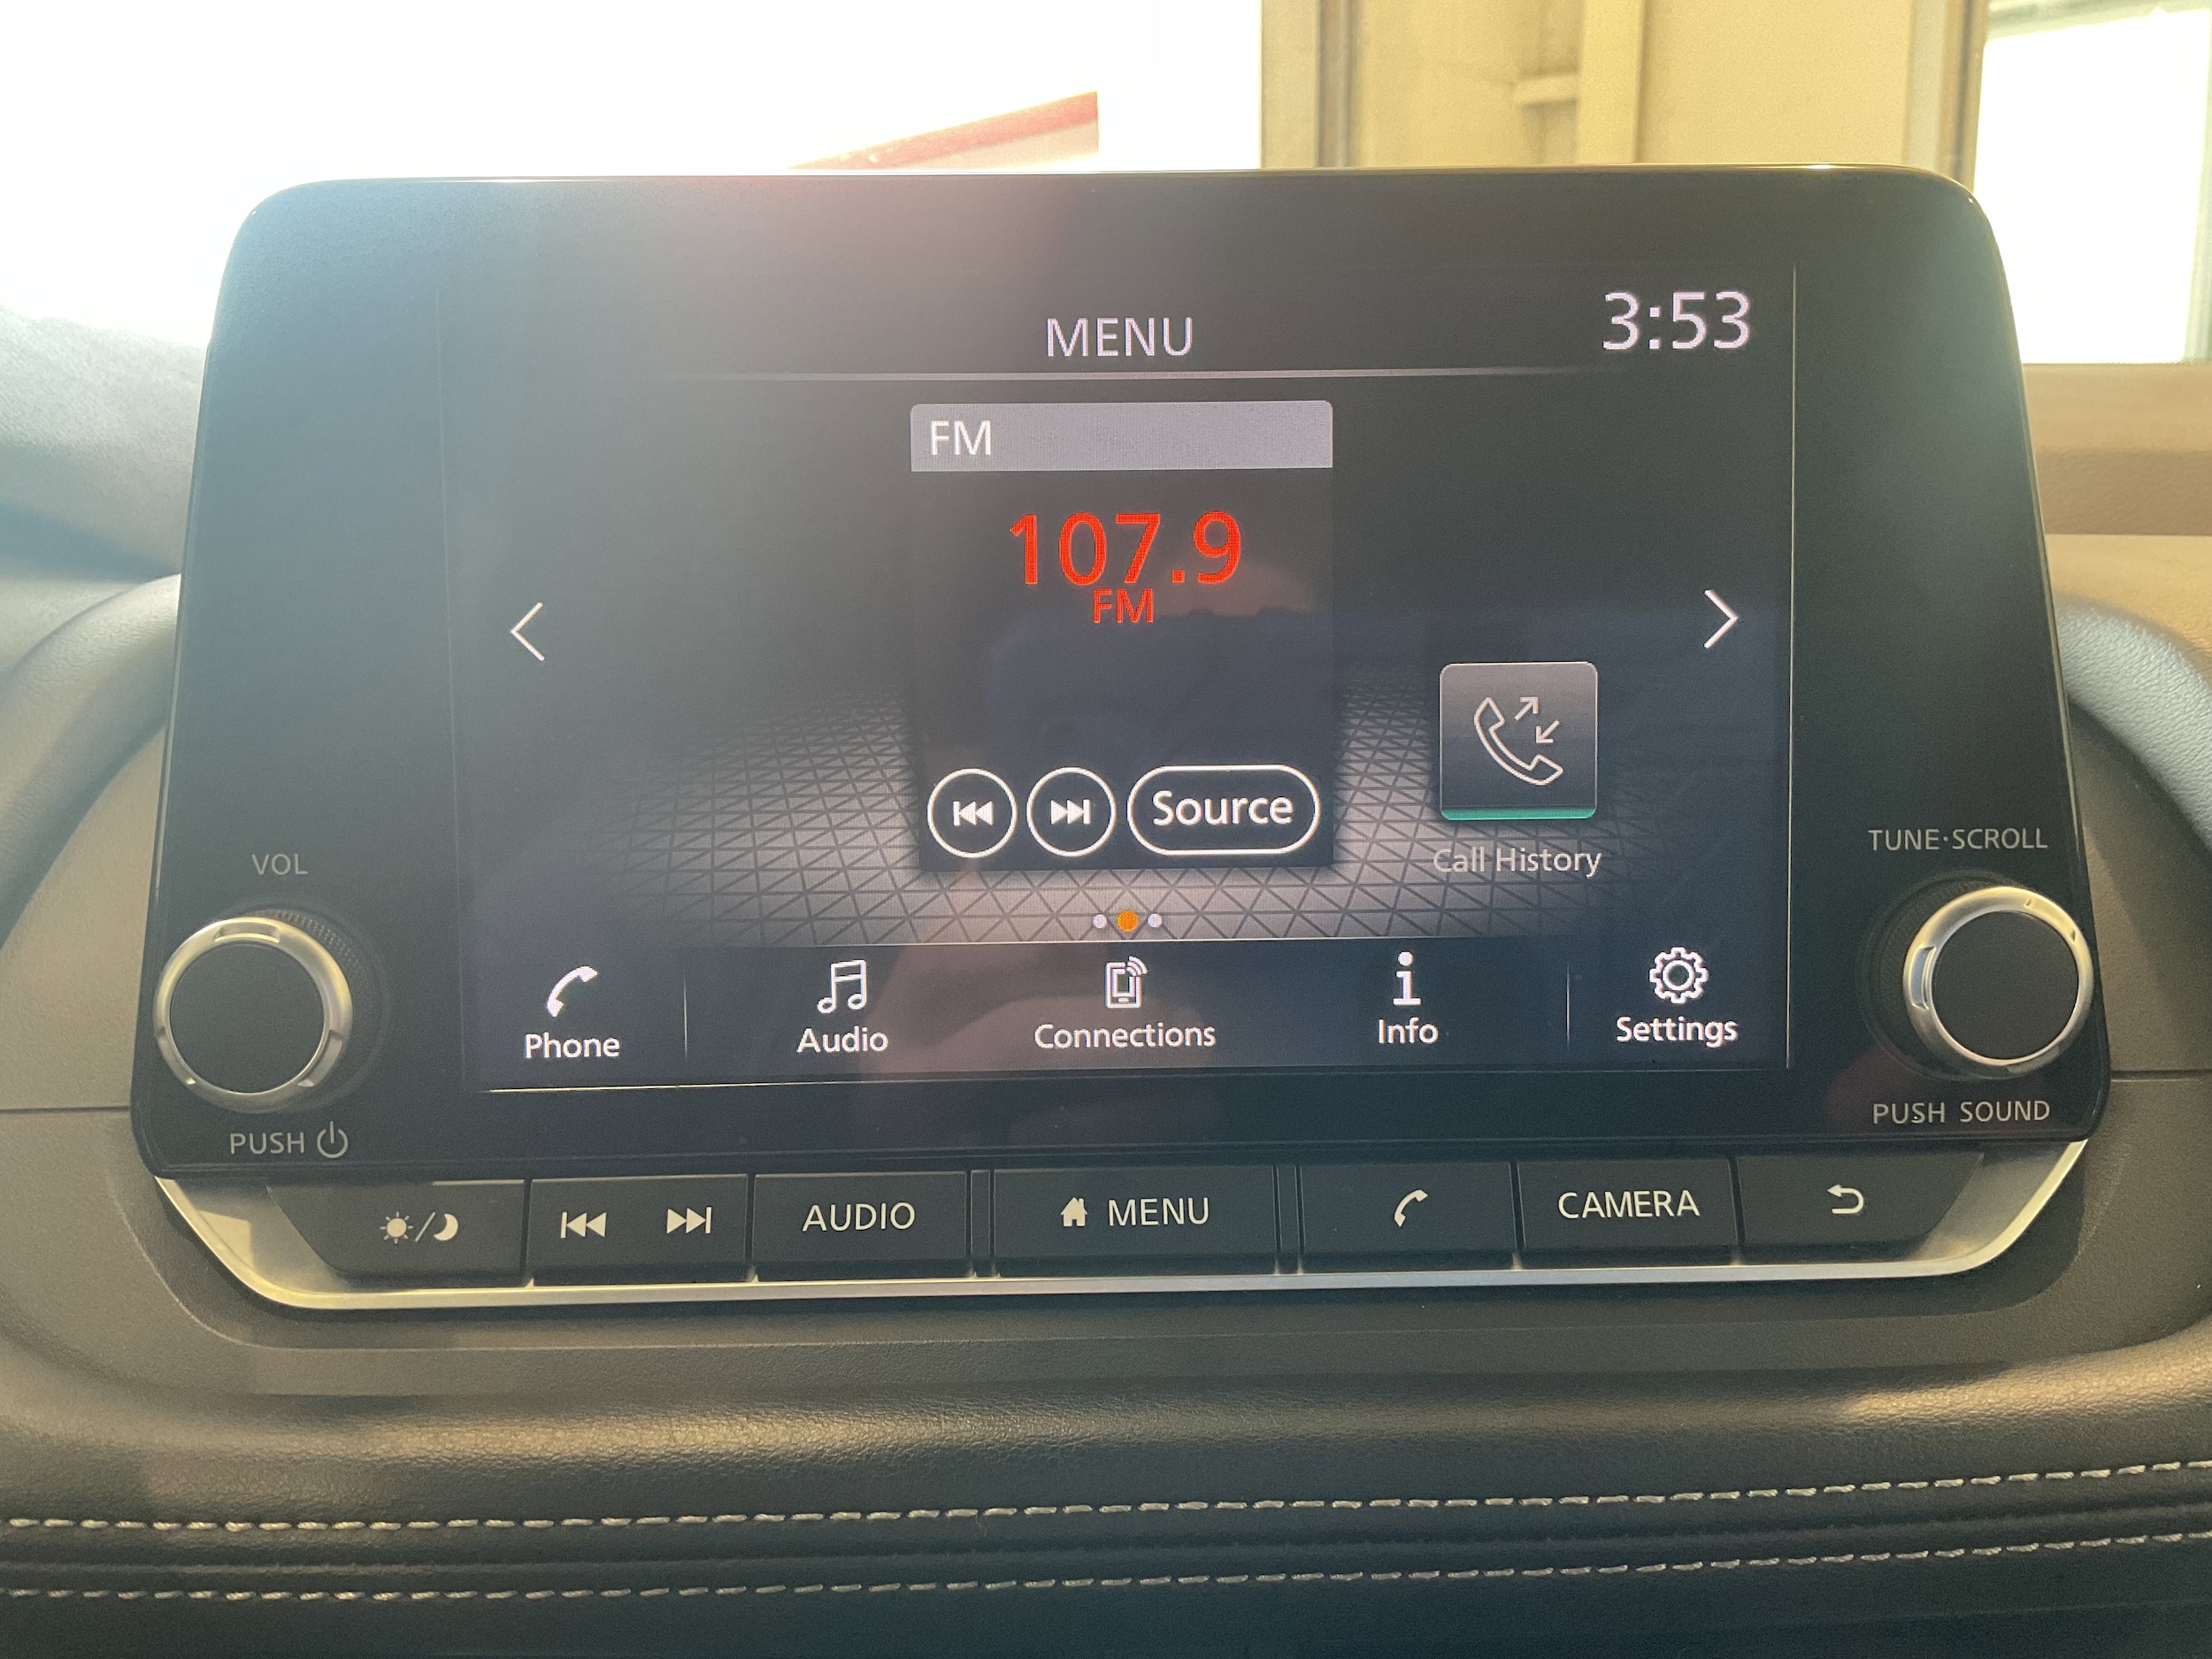 MENU
3:53
FM
107.9
FM
Source
Call History
VOL
TUNE·SCROLL
Phone
Audio
Connections
Info
Settings
PUSH
PUSH SOUND
AUDIO
MENU
CAMERA